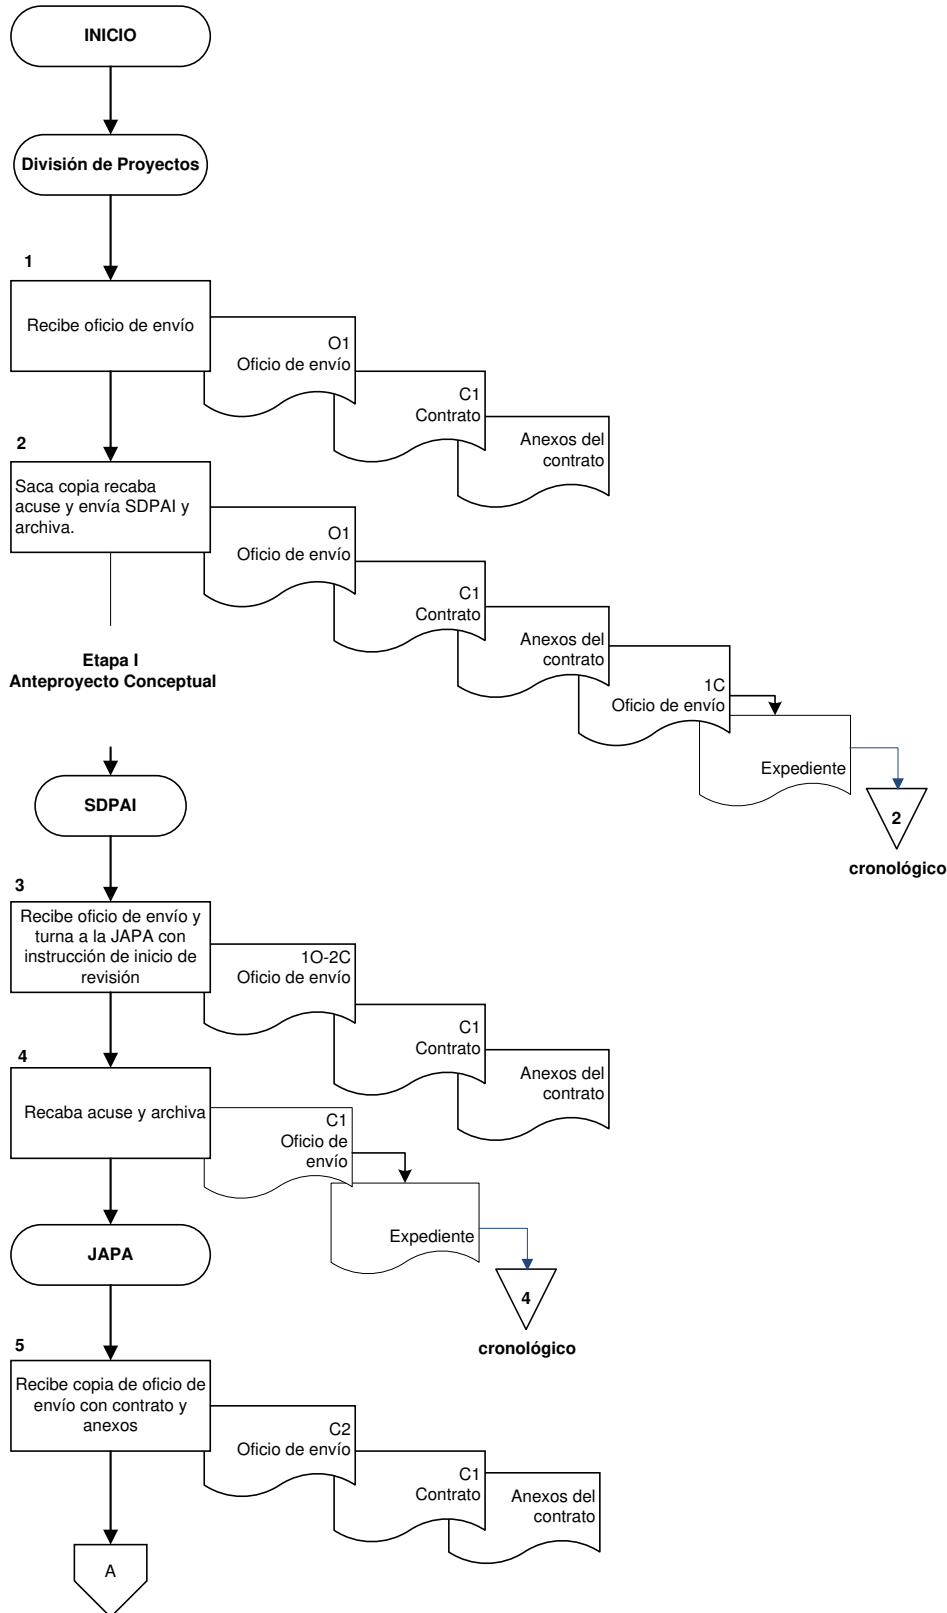 INICIO
División de Proyectos
1
Recibe oficio de envío
O1
Oficio de envío
C1
Contrato
Anexos del
contrato
2
Saca copia recaba
acuse y envía SDPAI y
archiva.
O1
Oficio de envío
C1
Contrato
Anexos del
contrato
1C
Oficio de envío
Expediente
2
cronológico
Etapa I
Anteproyecto Conceptual
SDPAI
3
Recibe oficio de envío y
turna a la JAPA con
instrucción de inicio de
revisión
1O-2C
Oficio de envío
C1
Contrato
Anexos del
contrato
4
Recaba acuse y archiva
C1
Oficio de
envío
Expediente
4
cronológico
JAPA
5
Recibe copia de oficio de
envío con contrato y
anexos
C2
Oficio de envío
C1
Contrato
Anexos del
contrato
A